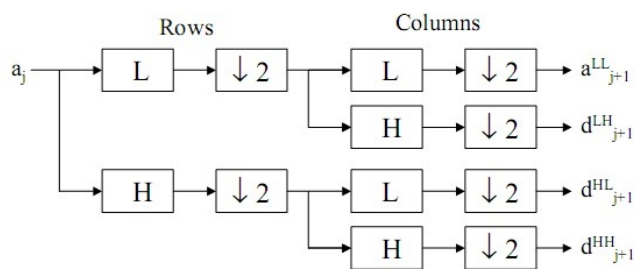 Rows Columns
a_j L ↓ 2 L ↓ 2 a^LL_j+1
H ↓ 2 d^LH_j+1
H ↓ 2 L ↓ 2 d^HL_j+1
H ↓ 2 d^HH_j+1